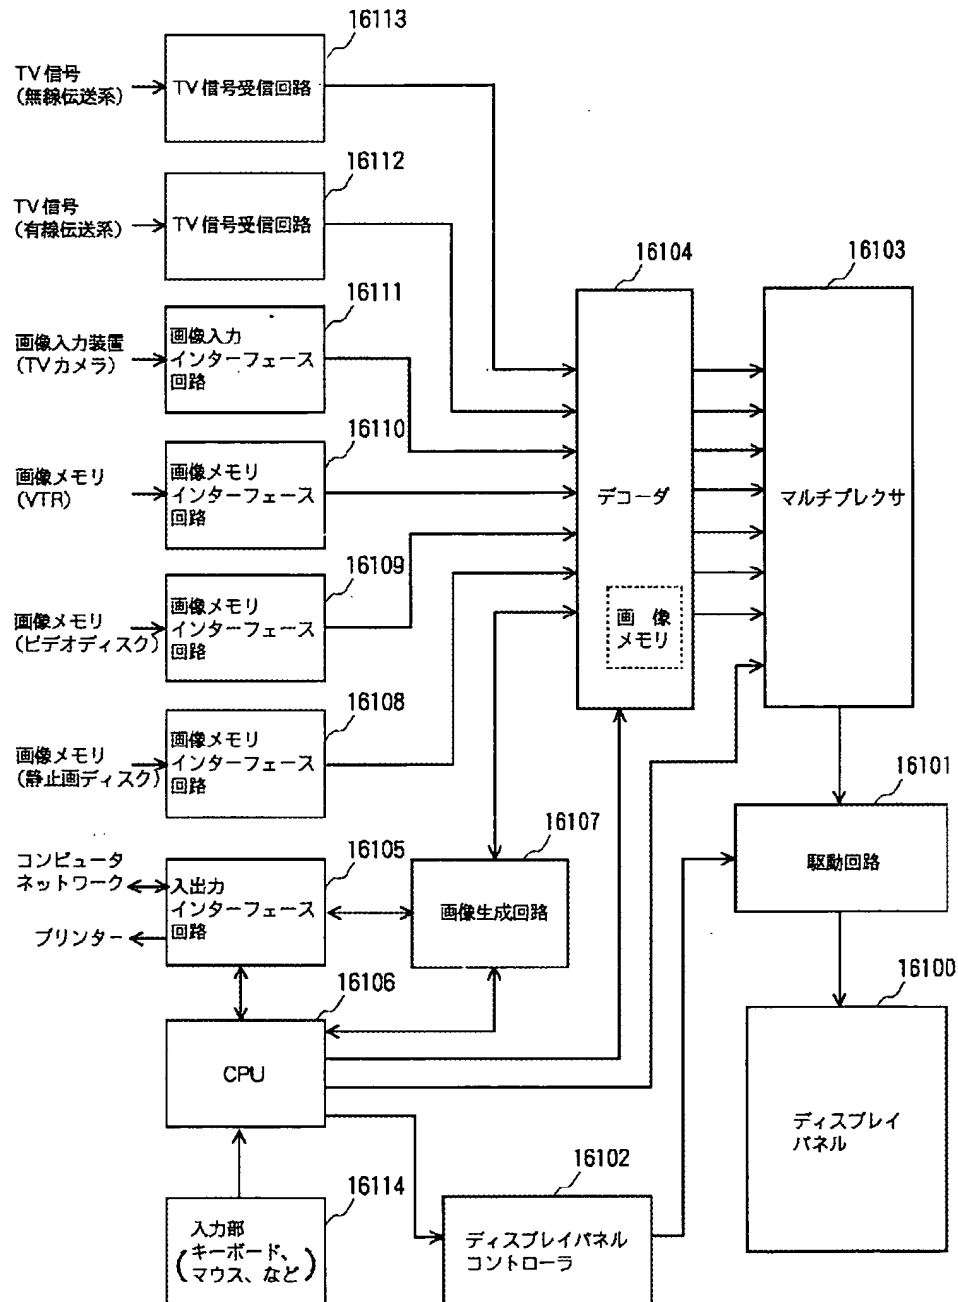 16113
TV信号
(無線伝送系)
TV信号受信回路
16112
TV信号
(有線伝送系)
TV信号受信回路
16104
16103
16111
画像入力装置
(TVカメラ)
画像入力
インターフェース
回路
16110
画像メモリ
(VTR)
画像メモリ
インターフェース
回路
デコーダ
マルチプレクサ
16109
画像メモリ
(ビデオディスク)
画像メモリ
インターフェース
回路
画像
メモリ
16108
画像メモリ
(静止画ディスク)
画像メモリ
インターフェース
回路
16101
駆動回路
16107
16105
コンピュータ
ネットワーク
プリンター
入出力
インターフェース
回路
画像生成回路
16106
16100
CPU
ディスプレイ
パネル
16102
16114
入力部
(キーボード、
マウス、など)
ディスプレイパネル
コントローラ